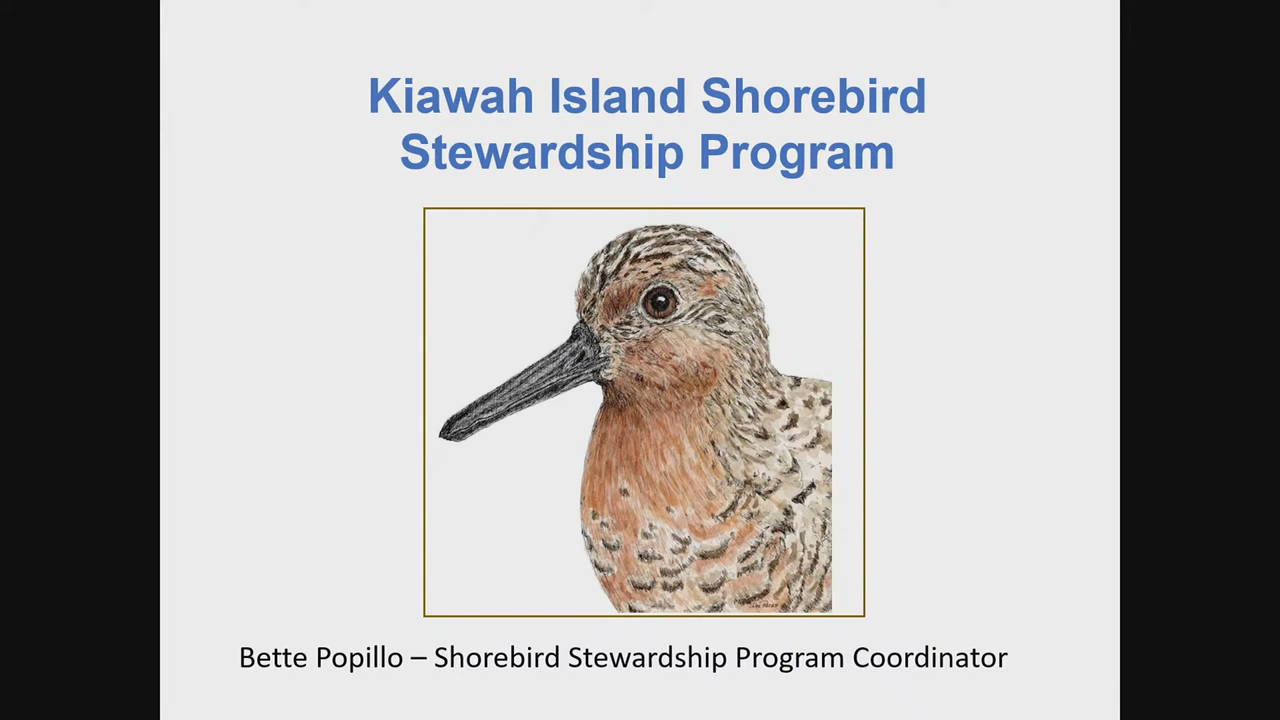 Kiawah Island Shorebird
Stewardship Program
Bette Popillo – Shorebird Stewardship Program Coordinator